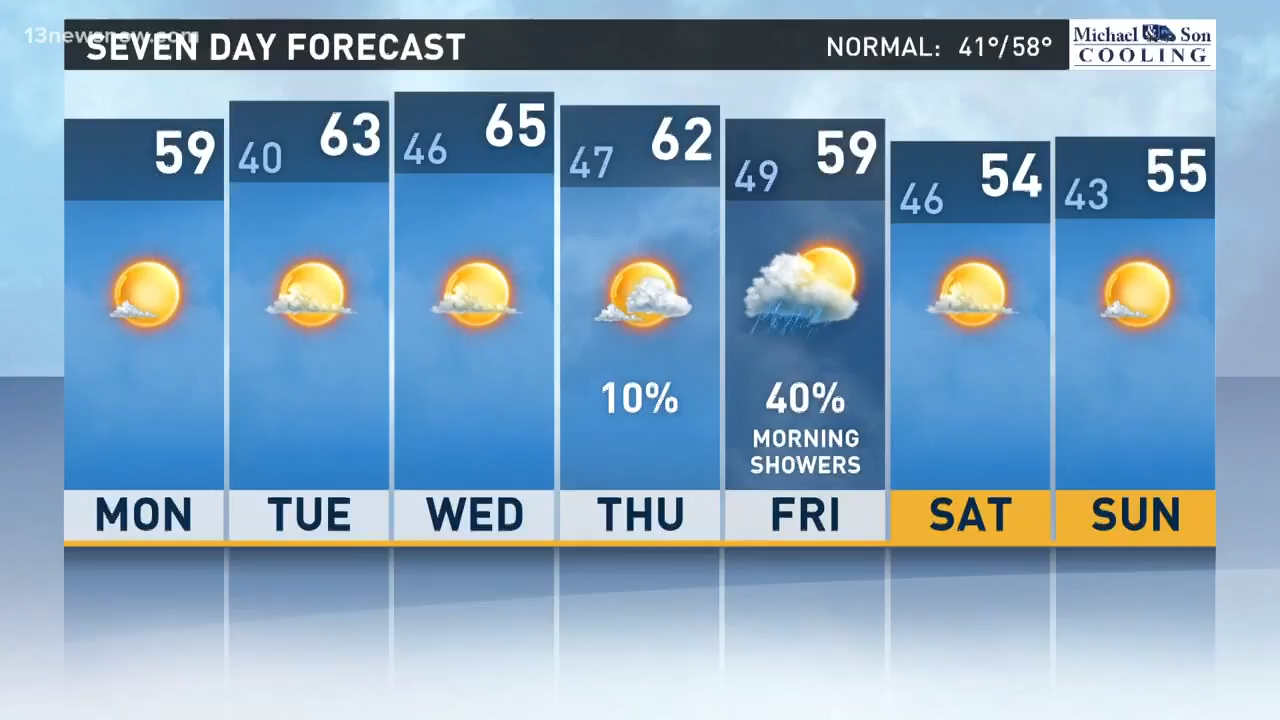 13newsnow.com
SEVEN DAY FORECAST
NORMAL: 41°/58°
Michael & Son
COOLING
59
40 63
46 65
47 62
49 59
46 54
43 55
10%
40%
MORNING
SHOWERS
MON TUE WED THU FRI SAT SUN